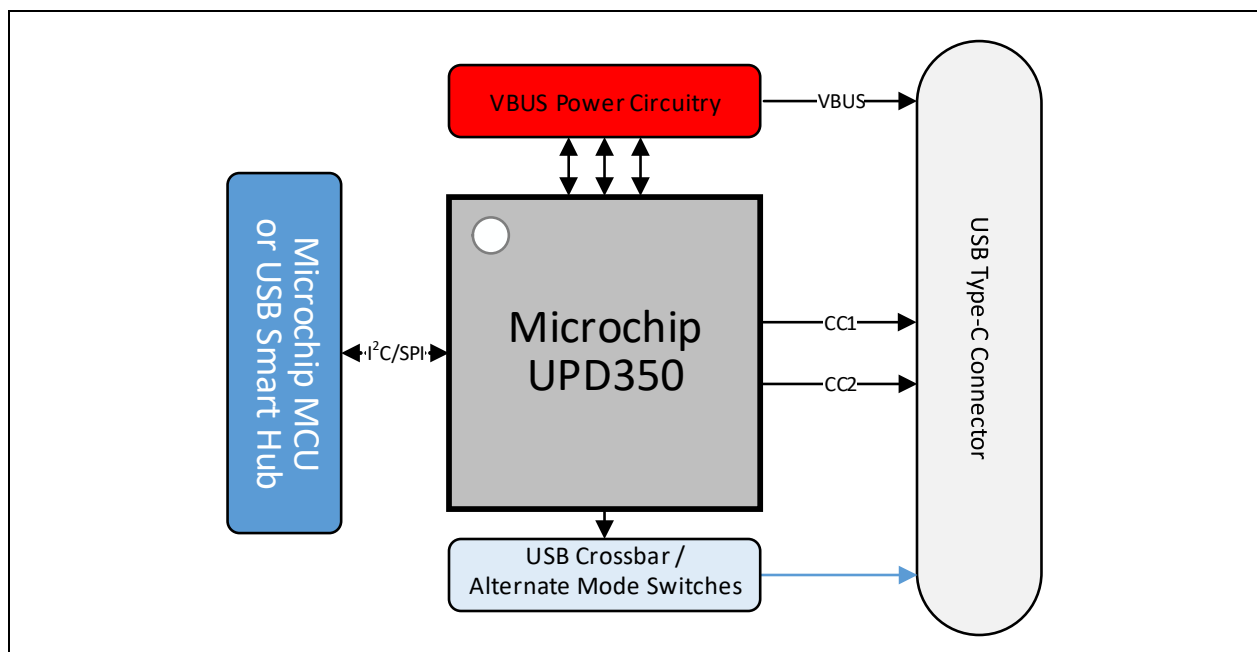 VBUS Power Circuitry
VBUS
Microchip MCU
or USB Smart Hub
I²C/SPI
Microchip
UPD350
CC1
CC2
USB Type-C Connector
USB Crossbar /
Alternate Mode Switches